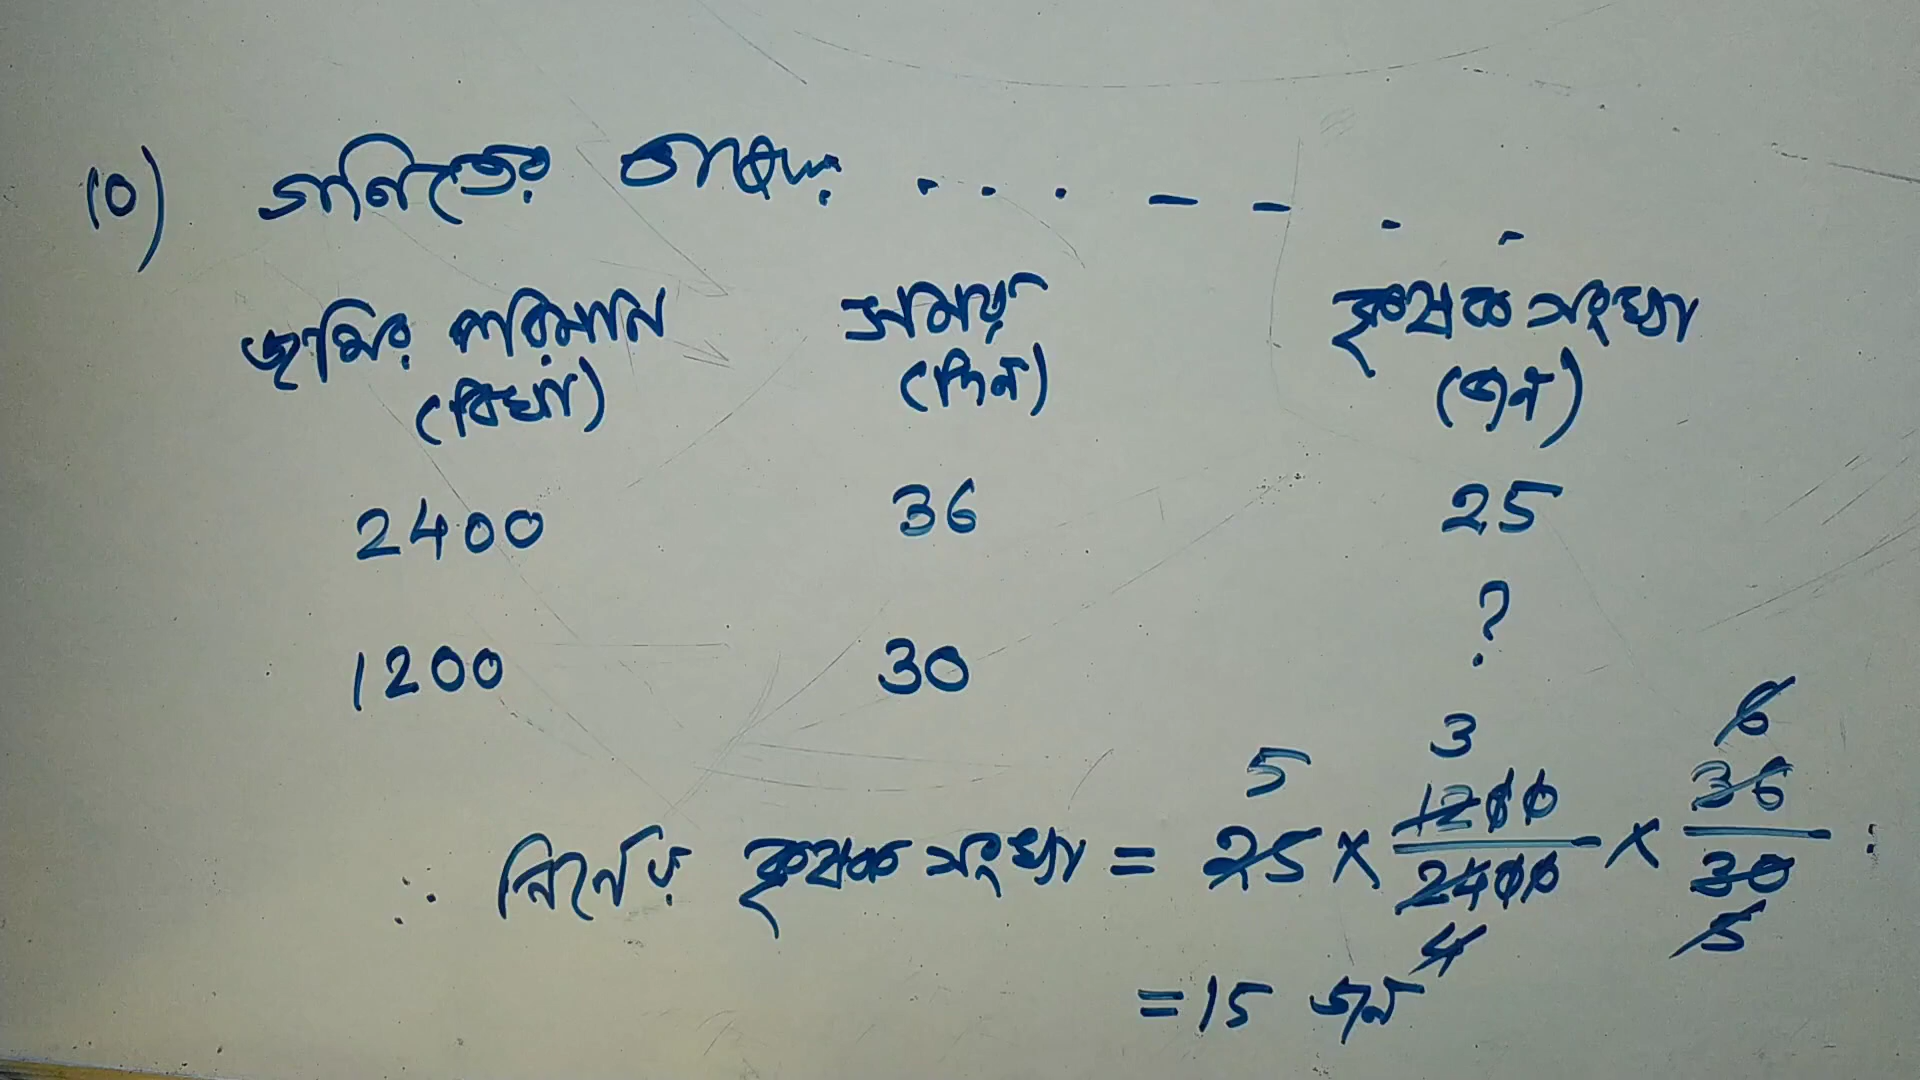 (0) গণিতের ভাষায় . . . - - . .
জমির পরিমান সময় কৃষক সংখ্যা
(বিঘা) (দিন) (জন)
2400 36 25
?
1200 30
3 6
5 1200 36
∴ নির্ণেয় কৃষক সংখ্যা = 25 × ― × ― :
2400 30
4 5
= 15 জন